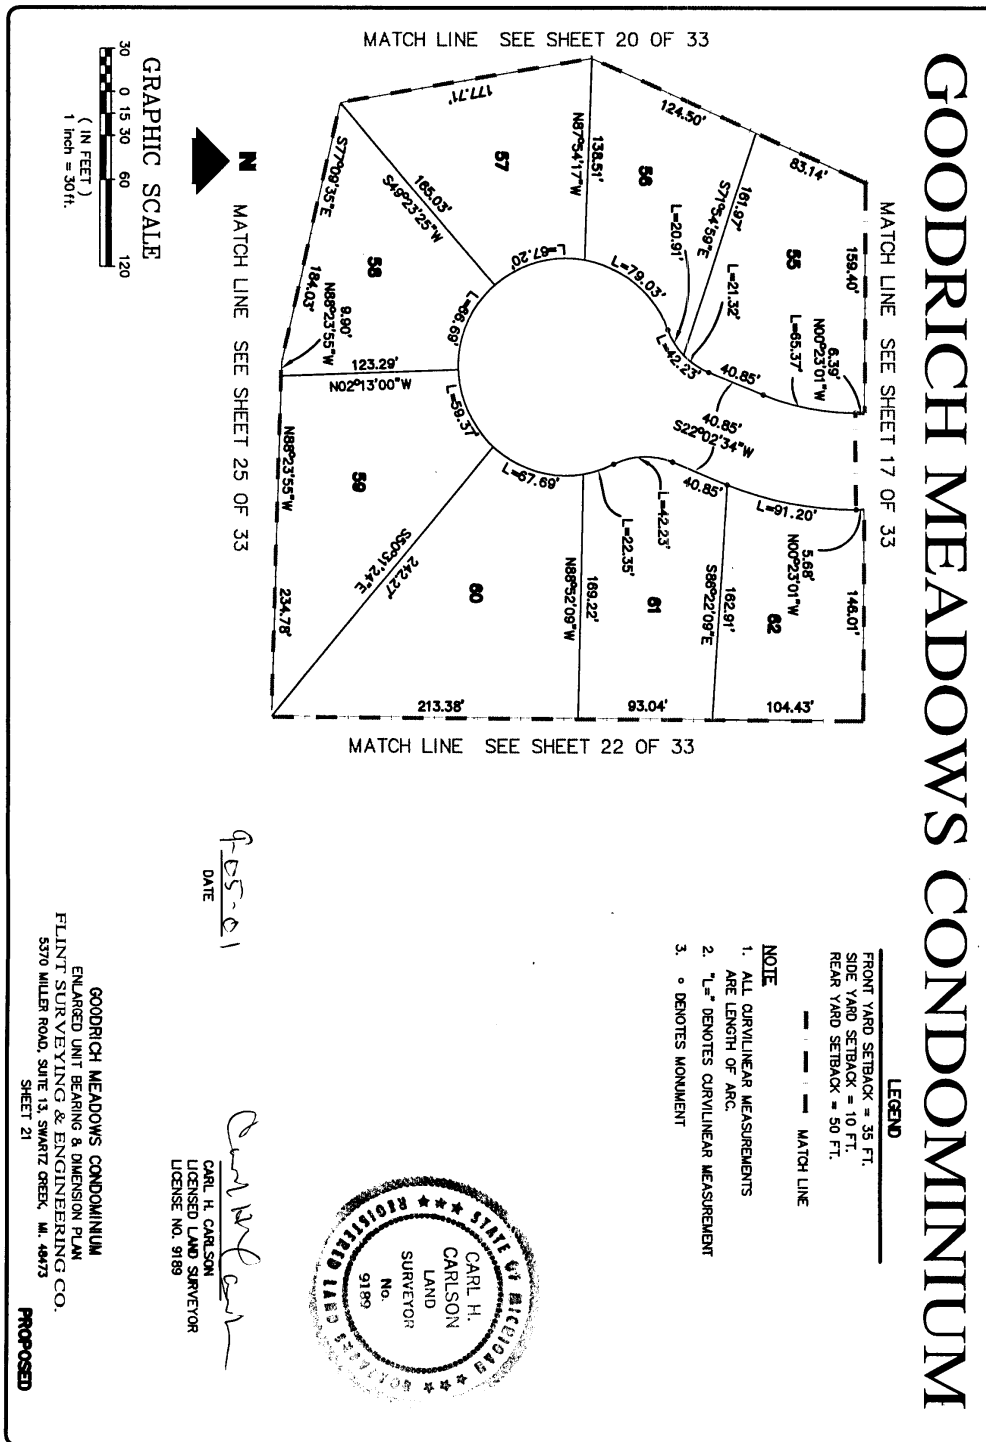 GOODRICH MEADOWS CONDOMINIUM
MATCH LINE SEE SHEET 17 OF 33
159.40'
146.01'
6.39'
N00°23'01"W
5.68'
N00°23'01"W
L=65.37'
L=91.20'
83.14'
55
62
104.43'
40.85'
40.85'
S22°02'34"W
40.85'
161.97'
S71°54'59"E
L=21.32'
162.91'
S86°22'09"E
124.50'
56
L=20.91'
L=79.03'
L=42.23'
L=42.23'
L=22.35'
61
93.04'
138.51'
N87°54'17"W
169.22'
N88°52'09"W
57
177.71'
L=67.20'
L=67.69'
60
213.38'
165.03'
S49°23'25"W
L=66.69'
L=59.37'
58
59
123.29'
N02°13'00"W
242.27'
S50°31'24"E
S77°09'35"E
184.03'
9.90'
N88°23'55"W
N88°23'55"W
234.78'
MATCH LINE SEE SHEET 20 OF 33
MATCH LINE SEE SHEET 22 OF 33
MATCH LINE SEE SHEET 25 OF 33
N
GRAPHIC SCALE
30 0 15 30 60 120
( IN FEET )
1 inch = 30 ft.
LEGEND
FRONT YARD SETBACK = 35 FT.
SIDE YARD SETBACK = 10 FT.
REAR YARD SETBACK = 50 FT.
MATCH LINE
NOTE
1. ALL CURVILINEAR MEASUREMENTS
ARE LENGTH OF ARC.
2. "L=" DENOTES CURVILINEAR MEASUREMENT
3. o DENOTES MONUMENT
STATE OF MICHIGAN
CARL H.
CARLSON
LAND
SURVEYOR
No.
9189
REGISTERED LAND SURVEYOR
9-05-01
DATE
CARL H. CARLSON
LICENSED LAND SURVEYOR
LICENSE NO. 9189
GOODRICH MEADOWS CONDOMINIUM
ENLARGED UNIT BEARING & DIMENSION PLAN
FLINT SURVEYING & ENGINEERING CO.
5370 MILLER ROAD, SUITE 13, SWARTZ CREEK, MI. 48473
SHEET 21
PROPOSED